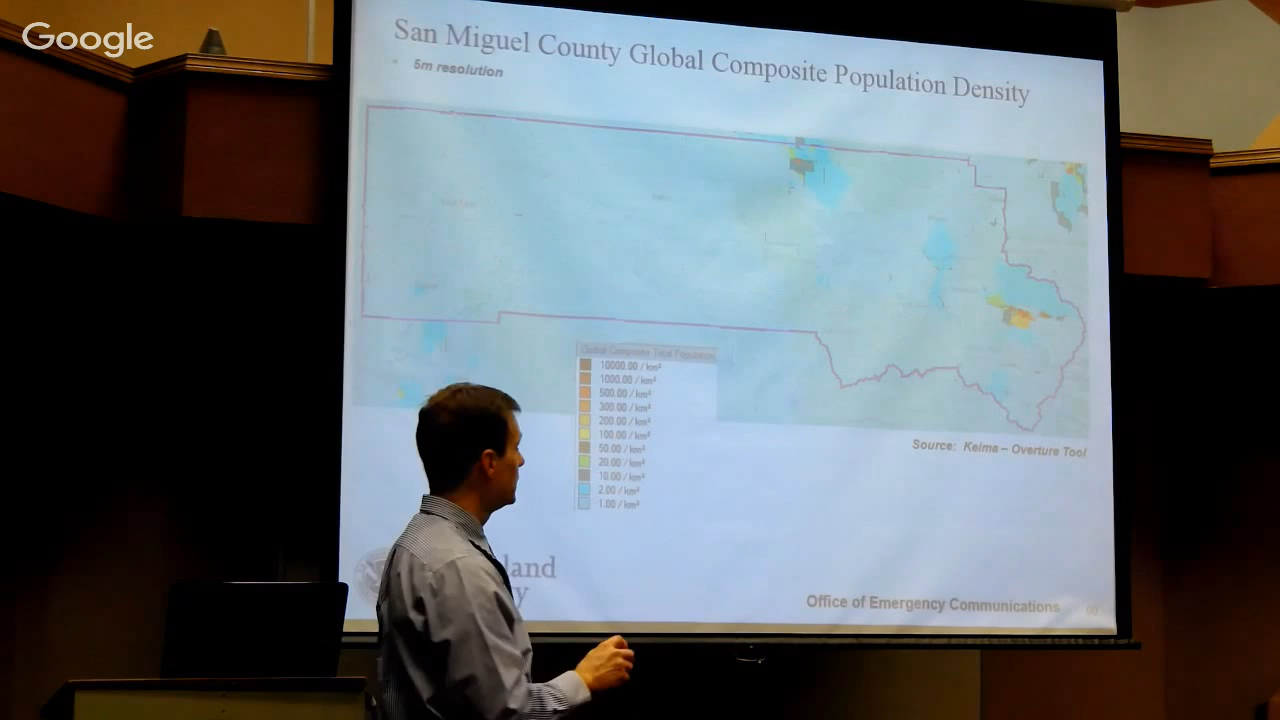 Google
San Miguel County Global Composite Population Density
5m resolution
Global Composite Total Population
10000.00 / km²
1000.00 / km²
500.00 / km²
300.00 / km²
200.00 / km²
100.00 / km²
50.00 / km²
20.00 / km²
10.00 / km²
2.00 / km²
1.00 / km²
Source: Keima – Overture Tool
land
y
Office of Emergency Communications